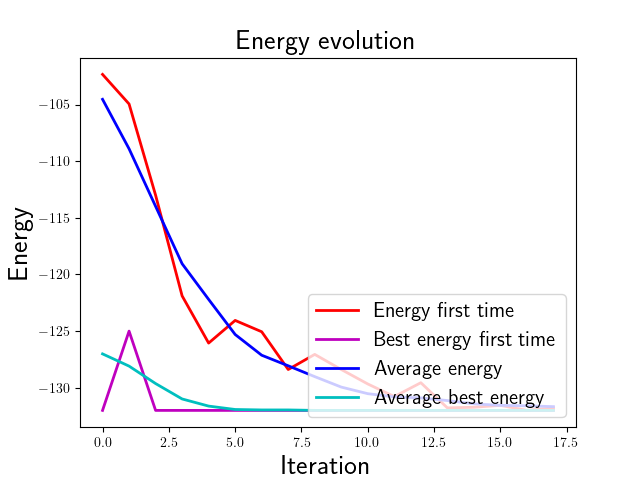 Energy evolution
Energy
−105
−110
−115
−120
−125
−130
Energy first time
Best energy first time
Average energy
Average best energy
0.0 2.5 5.0 7.5 10.0 12.5 15.0 17.5
Iteration